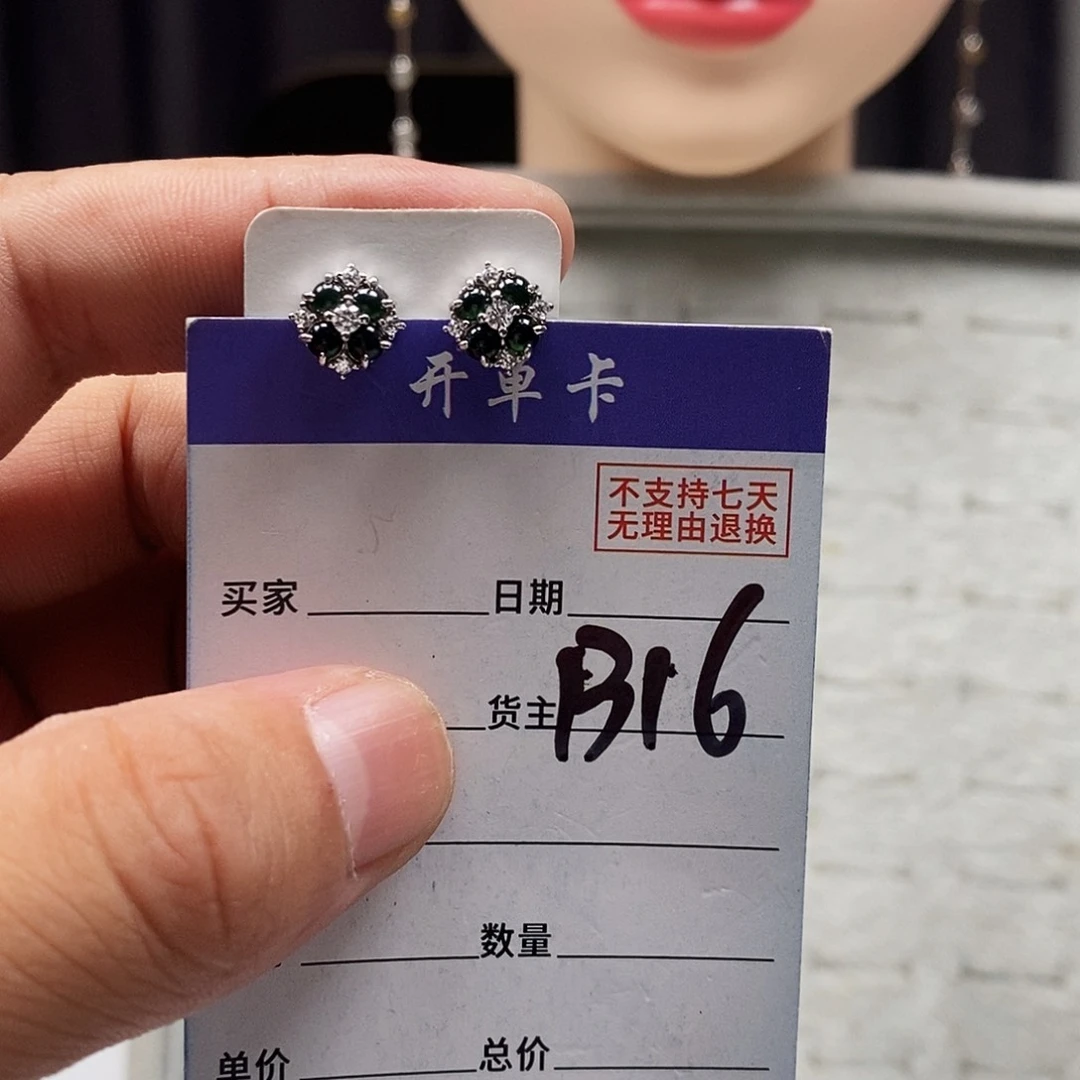 开单卡
不支持七天
无理由退换
买家 日期
货主 B16
数量
单价 总价